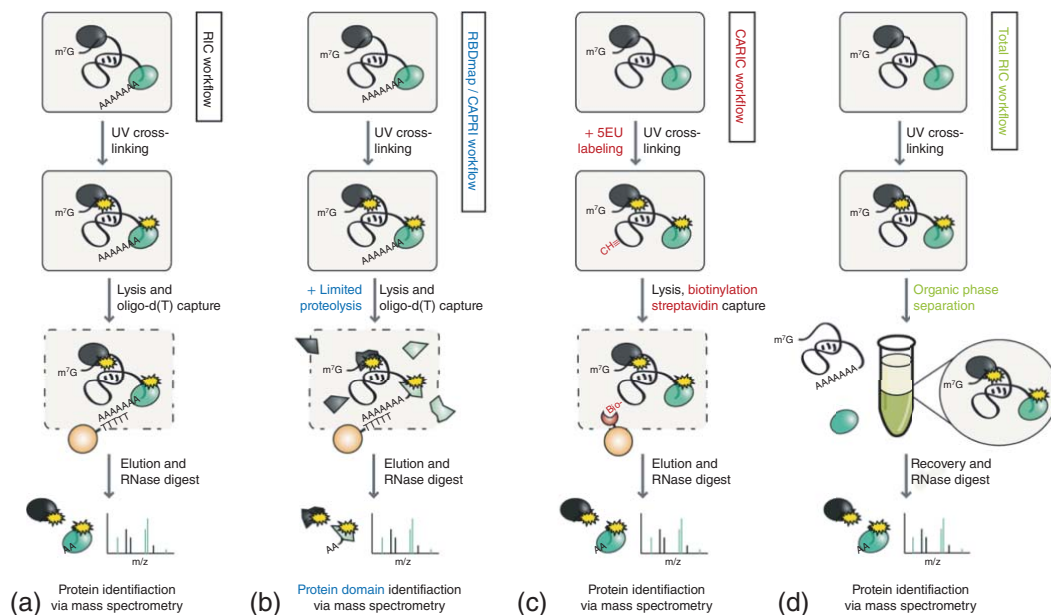 RIC workflow
m⁷G
AAAAAAA
UV cross-
linking
m⁷G
AAAAAAA
Lysis and
oligo-d(T) capture
m⁷G
AAAAAAA
TTTTT
Elution and
RNase digest
AA
m/z
(a)
Protein identifiaction
via mass spectrometry
RBDmap / CAPRI workflow
m⁷G
AAAAAAA
UV cross-
linking
m⁷G
AAAAAAA
+ Limited
proteolysis
Lysis and
oligo-d(T) capture
m⁷G
AAAAAAA
TTTTT
Elution and
RNase digest
AA
m/z
(b)
Protein domain identifiaction
via mass spectrometry
CARIC workflow
m⁷G
+ 5EU
labeling
UV cross-
linking
m⁷G
CH≡
Lysis, biotinylation
streptavidin capture
m⁷G
Bio-
Elution and
RNase digest
AA
m/z
(c)
Protein identifiaction
via mass spectrometry
Total RIC workflow
m⁷G
UV cross-
linking
m⁷G
Organic phase
separation
m⁷G
AAAAAAA
m⁷G
Recovery and
RNase digest
AA
m/z
(d)
Protein identifiaction
via mass spectrometry